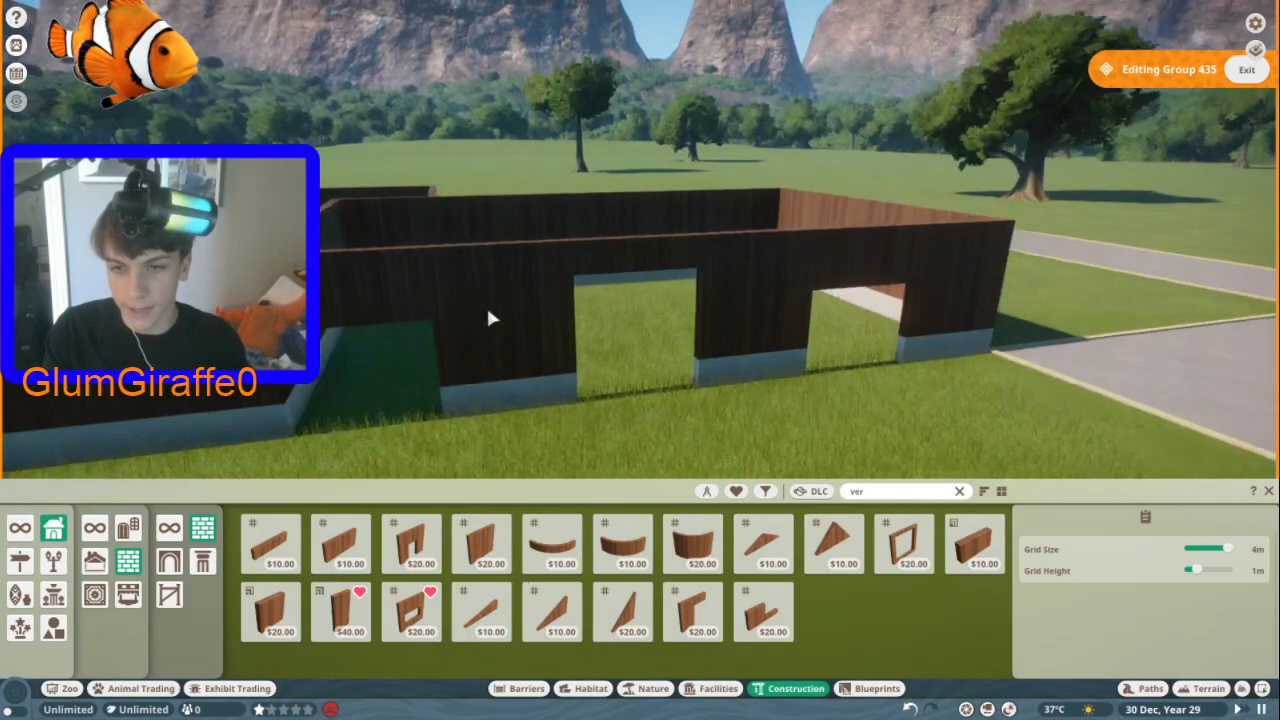 ?
Editing Group 435
Exit
GlumGiraffe0
DLC
ver
?
$10.00 $10.00 $20.00 $20.00 $10.00 $10.00 $20.00 $10.00 $10.00 $20.00 $10.00
$20.00 $40.00 $20.00 $10.00 $10.00 $20.00 $20.00 $20.00
Grid Size 4m
Grid Height 1m
Zoo Animal Trading Exhibit Trading Barriers Habitat Nature Facilities Construction Blueprints Paths Terrain
Unlimited Unlimited 0 37°C 30 Dec, Year 29